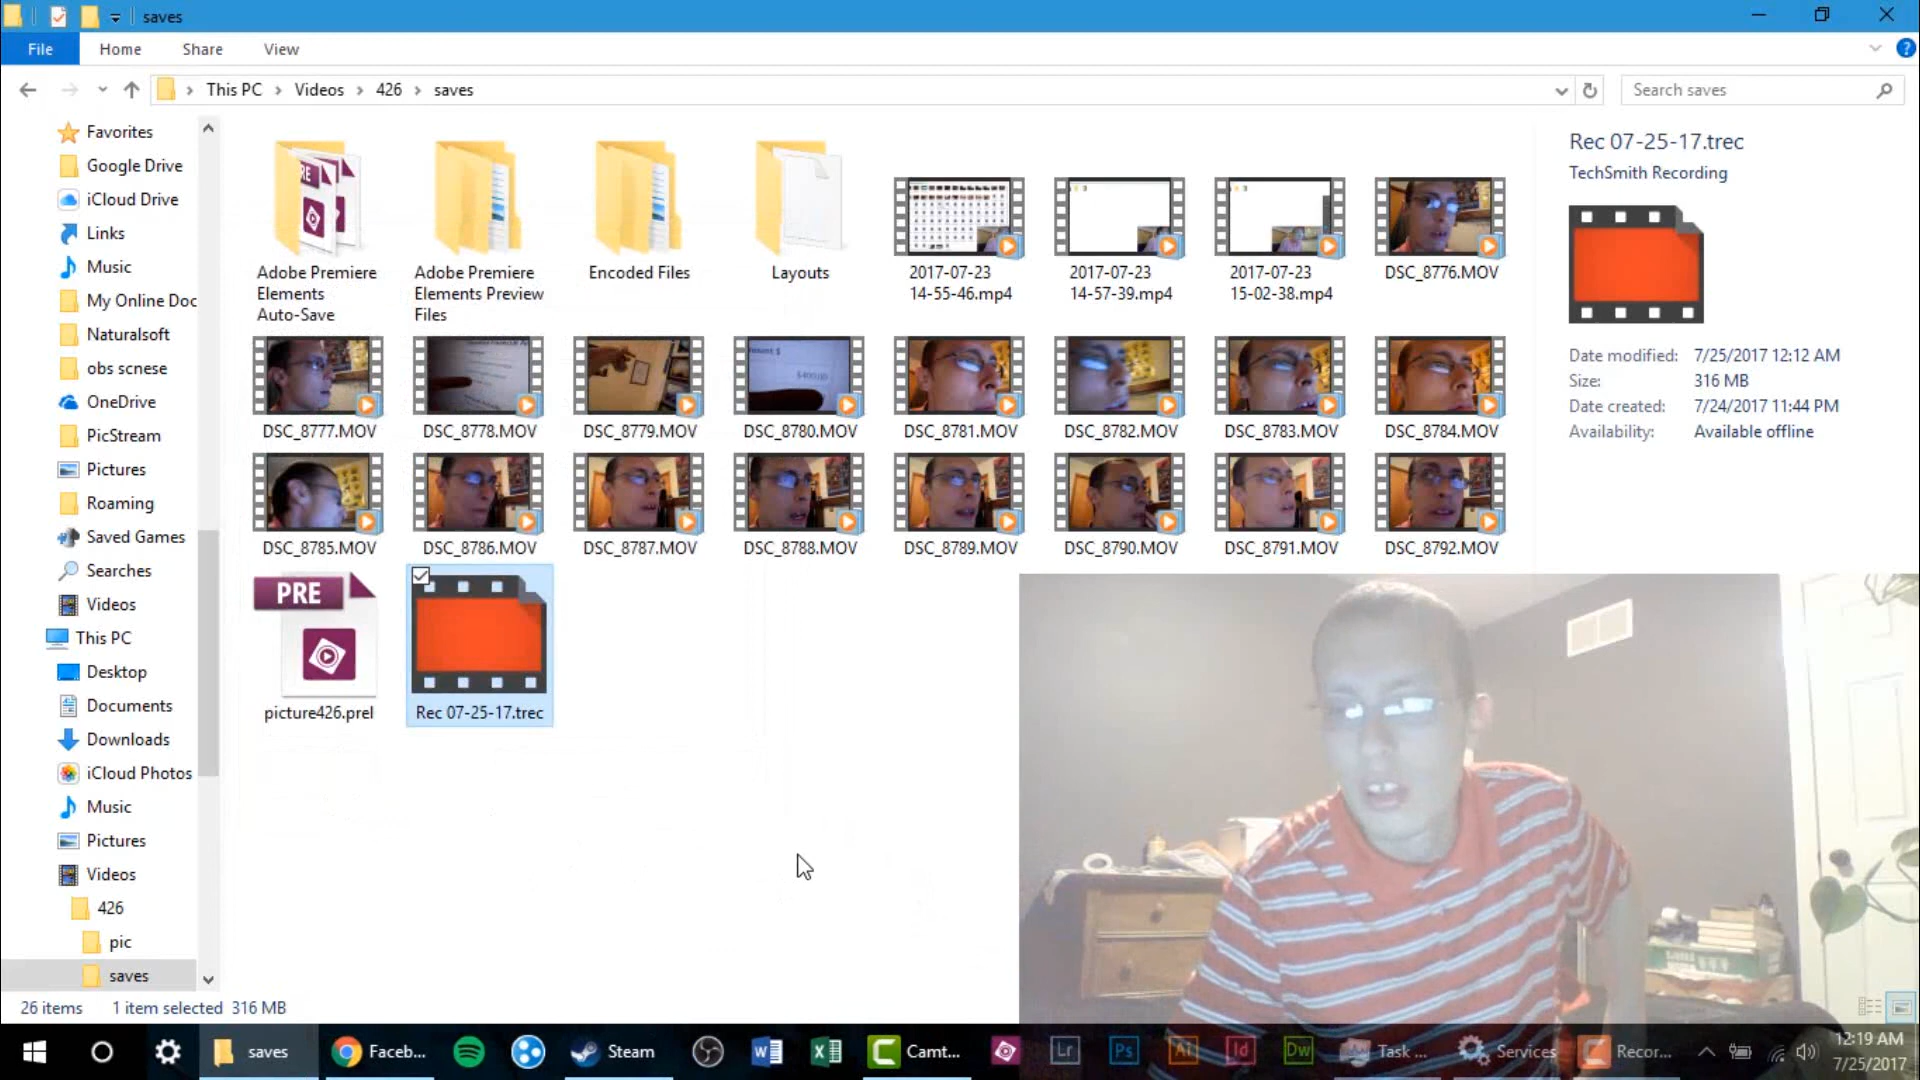 saves
File Home Share View
This PC Videos 426 saves
Search saves
Favorites
Google Drive
iCloud Drive
Links
Music
My Online Doc
Naturalsoft
obs scnese
OneDrive
PicStream
Pictures
Roaming
Saved Games
Searches
Videos
This PC
Desktop
Documents
Downloads
iCloud Photos
Music
Pictures
Videos
426
pic
saves
Adobe Premiere
Elements
Auto-Save
Adobe Premiere
Elements Preview
Files
Encoded Files
Layouts
2017-07-23
14-55-46.mp4
2017-07-23
14-57-39.mp4
2017-07-23
15-02-38.mp4
DSC_8776.MOV
DSC_8777.MOV
DSC_8778.MOV
DSC_8779.MOV
DSC_8780.MOV
DSC_8781.MOV
DSC_8782.MOV
DSC_8783.MOV
DSC_8784.MOV
DSC_8785.MOV
DSC_8786.MOV
DSC_8787.MOV
DSC_8788.MOV
DSC_8789.MOV
DSC_8790.MOV
DSC_8791.MOV
DSC_8792.MOV
PRE
picture426.prel
Rec 07-25-17.trec
Rec 07-25-17.trec
TechSmith Recording
Date modified: 7/25/2017 12:12 AM
Size: 316 MB
Date created: 7/24/2017 11:44 PM
Availability: Available offline
26 items 1 item selected 316 MB
saves Faceb... Steam Camt... Lr Ps Ai Id Dw Task ... Services Recor...
12:19 AM
7/25/2017